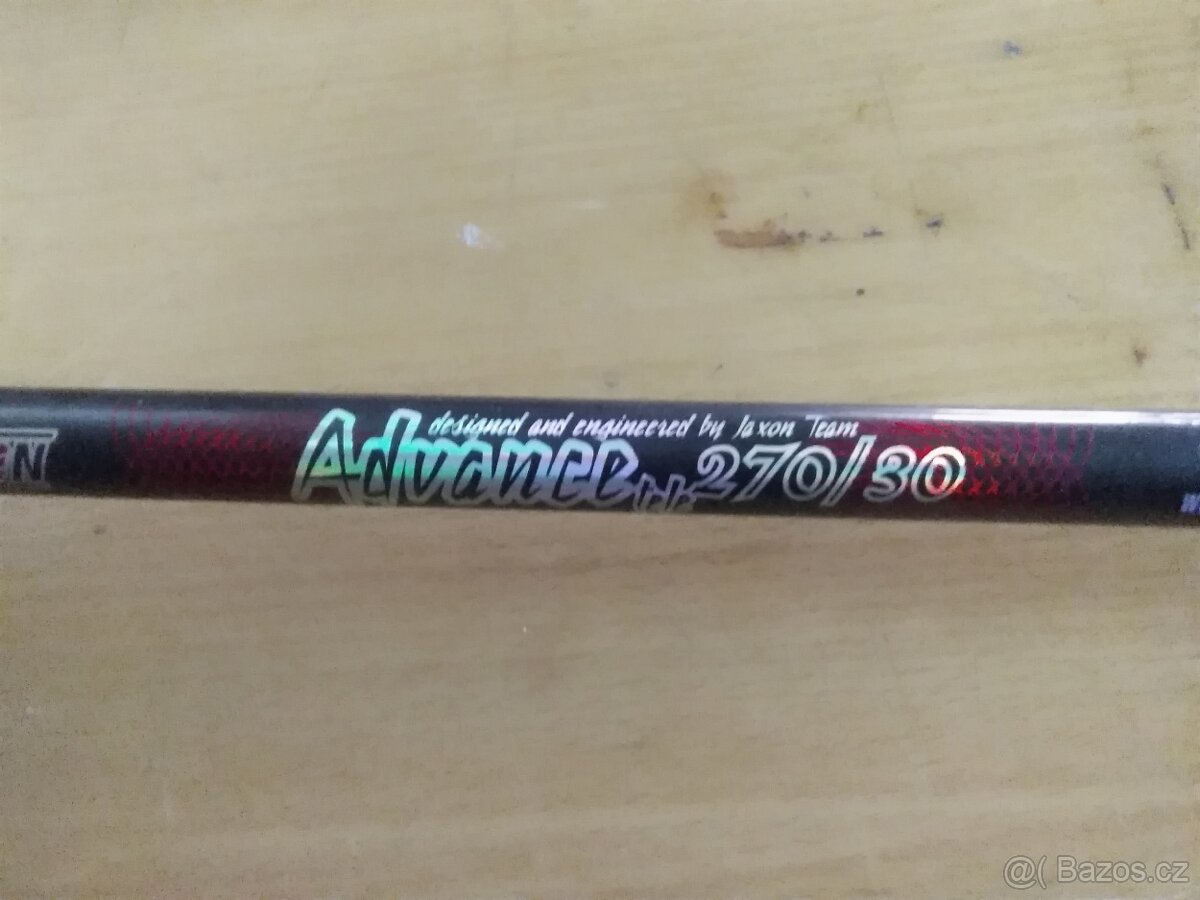 designed and engineered by Jaxon Team
Advance 270/30
N
#
@( Bazos.cz